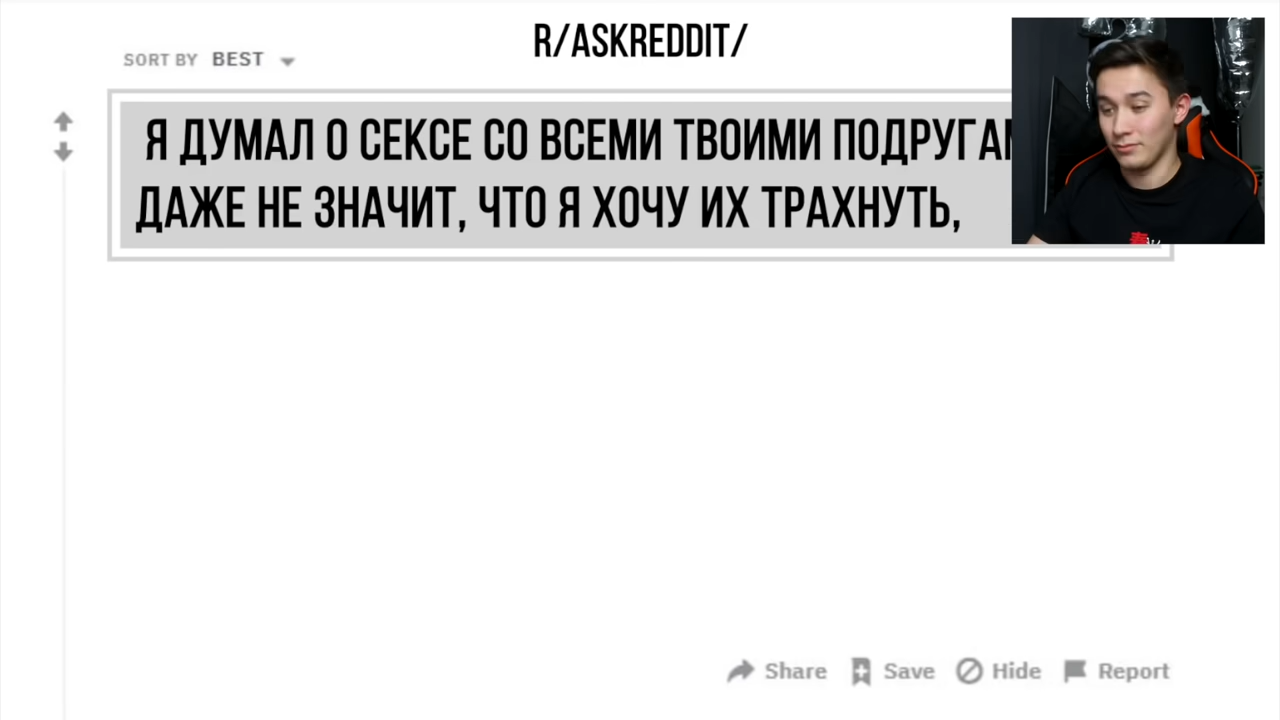 R/ASKREDDIT/
SORT BY BEST
Я ДУМАЛ О СЕКСЕ СО ВСЕМИ ТВОИМИ
ДАЖЕ НЕ ЗНАЧИТ, ЧТО Я ХОЧУ ИХ ТРАХНУТЬ,
Share Save Hide Report